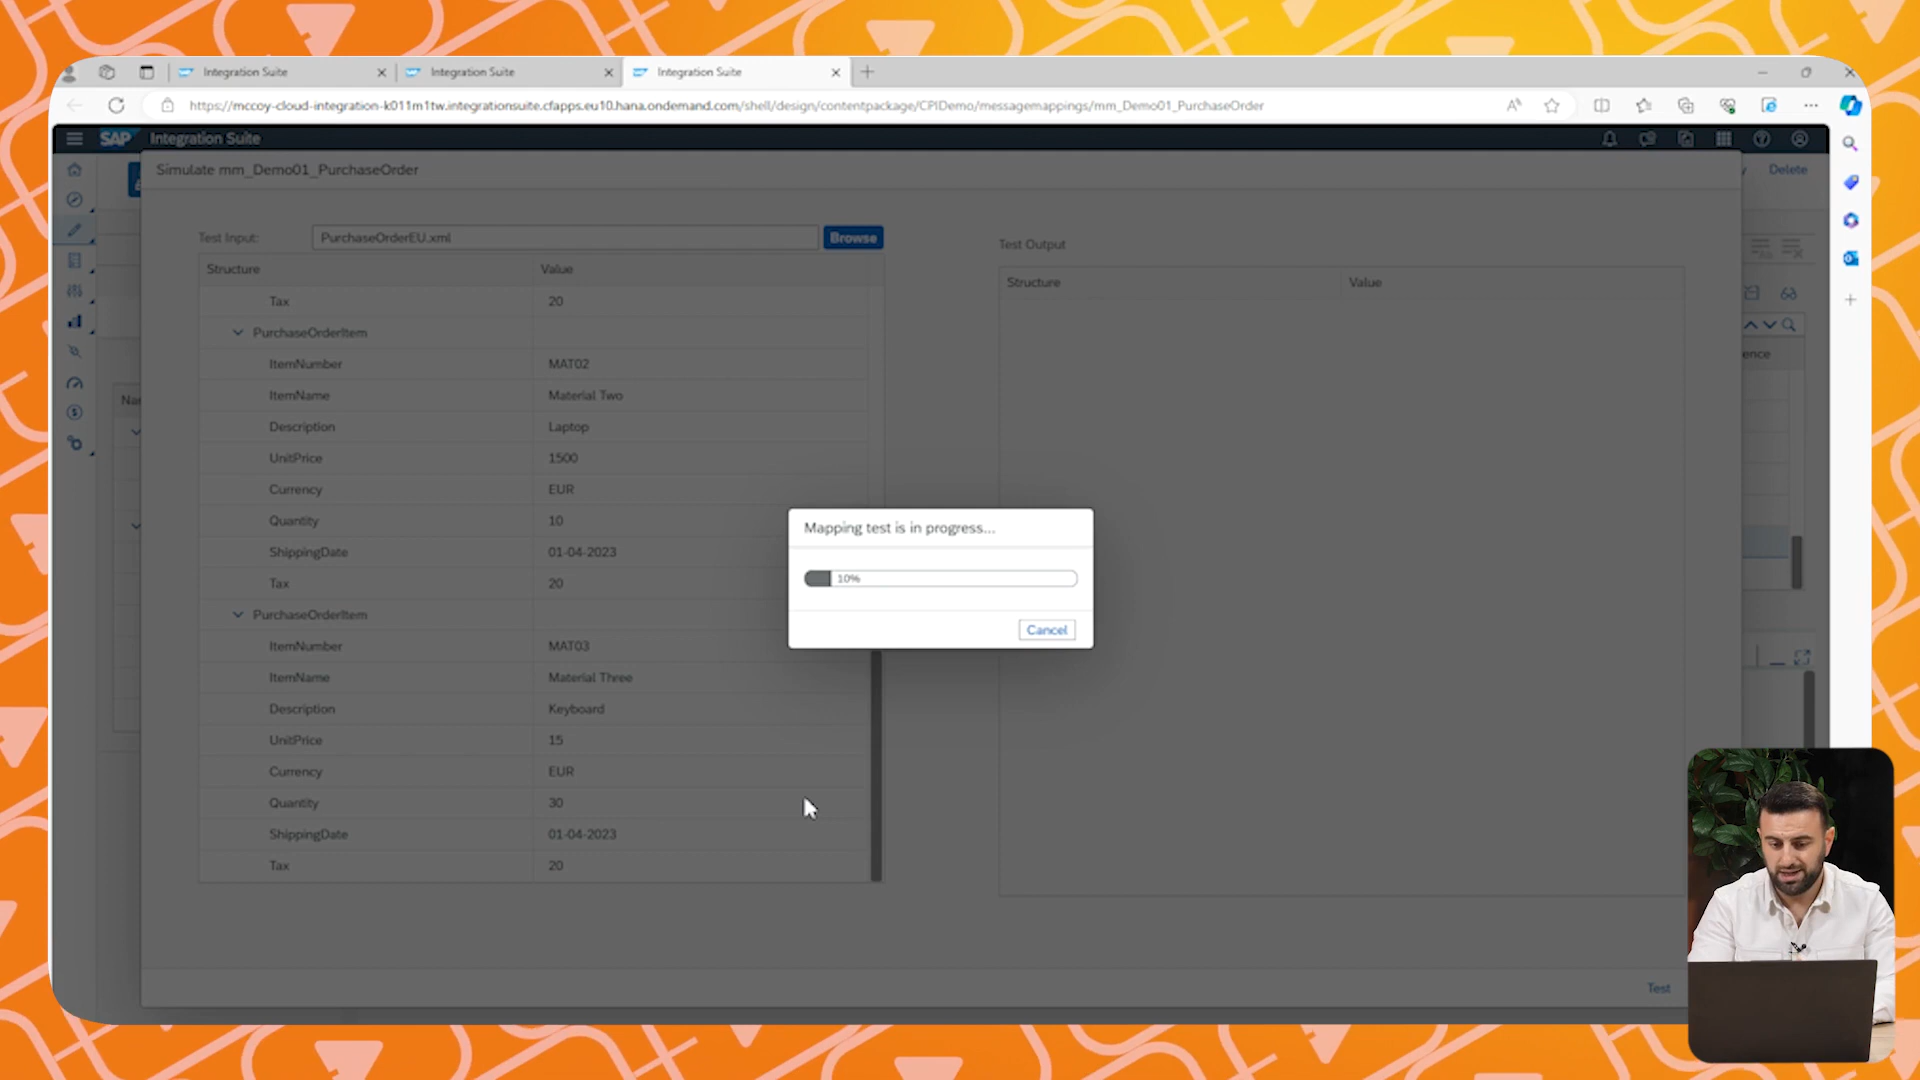 Integration Suite
Integration Suite
Integration Suite
https://mccoy-cloud-integration-k011m1tw.integrationsuite.cfapps.eu10.hana.ondemand.com/shell/design/contentpackage/CPIDemo/messagemappings/mm_Demo01_PurchaseOrder
SAP Integration Suite
Simulate mm_Demo01_PurchaseOrder
Delete
Test Input: PurchaseOrderEU.xml Browse
Test Output
Structure Value
Structure Value
Tax 20
PurchaseOrderItem
ItemNumber MAT02
ItemName Material Two
Description Laptop
UnitPrice 1500
Currency EUR
Quantity 10
ShippingDate 01-04-2023
Tax 20
PurchaseOrderItem
ItemNumber MAT03
ItemName Material Three
Description Keyboard
UnitPrice 15
Currency EUR
Quantity 30
ShippingDate 01-04-2023
Tax 20
Mapping test is in progress...
10%
Cancel
Test